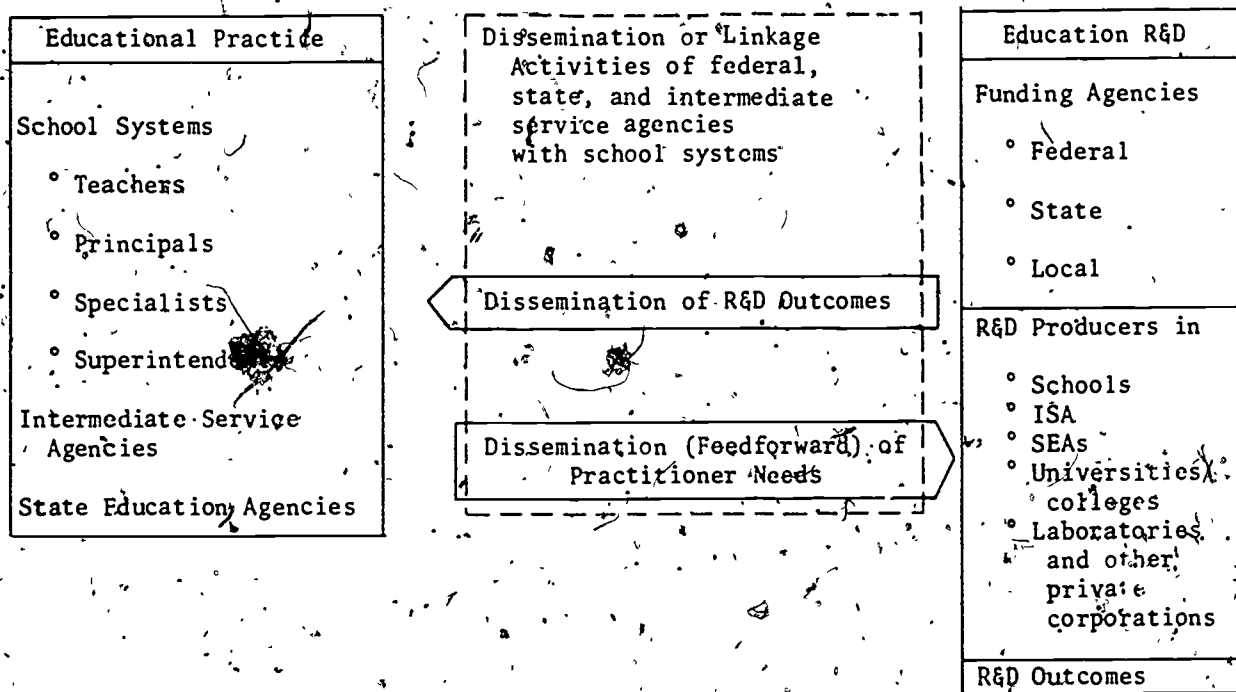 Educational Practice
School Systems
° Teachers
° Principals
° Specialists
° Superintend
Intermediate Service
Agencies
State Education Agencies
Dissemination or Linkage
Activities of federal,
state, and intermediate
service agencies
with school systems
Dissemination of R&D Outcomes
Dissemination (Feedforward) of
Practitioner Needs
Education R&D
Funding Agencies
° Federal
° State
° Local
R&D Producers in
° Schools
° ISA
° SEAs
° Universities/
colleges
° Laboratories
and other
private
corporations
R&D Outcomes